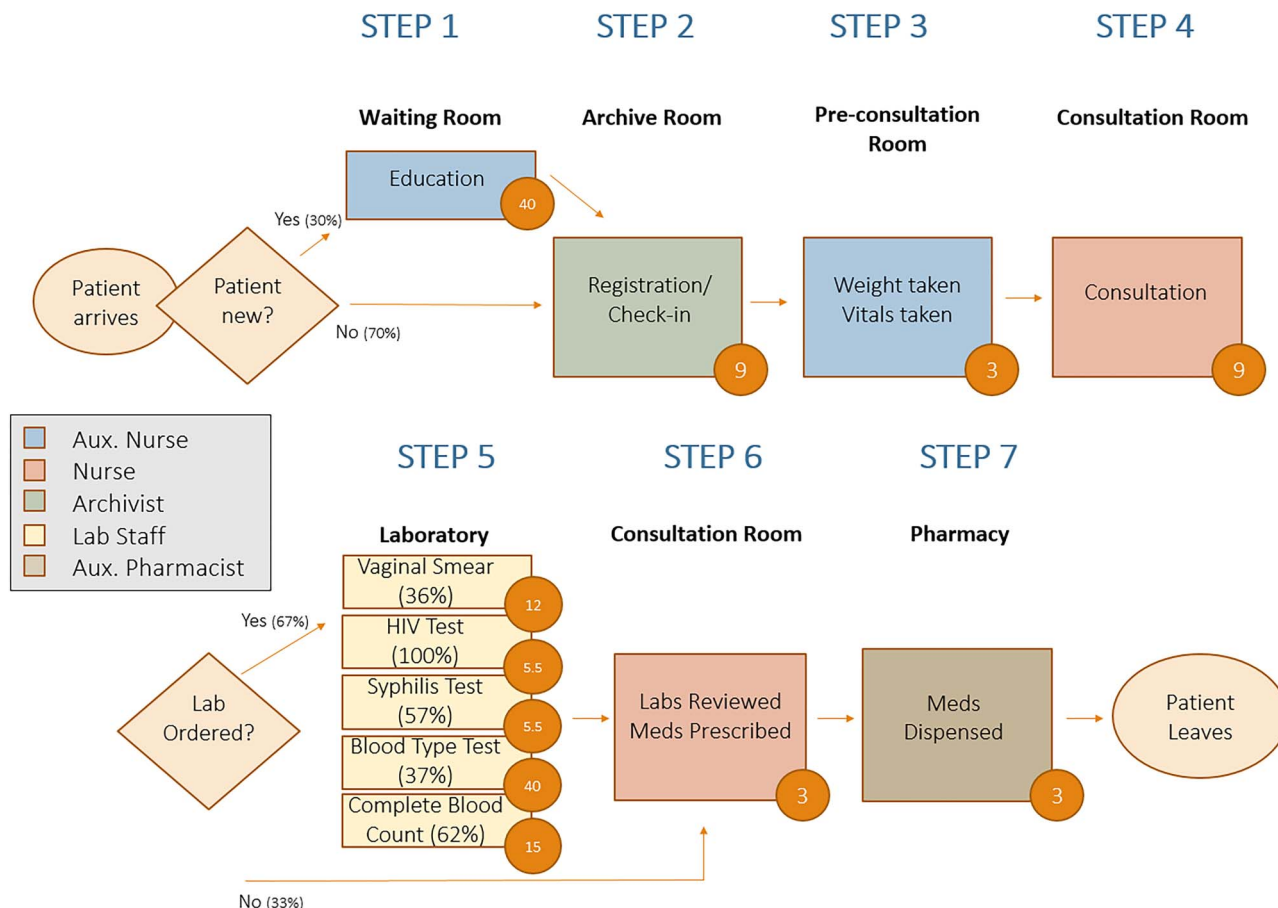 STEP 1
STEP 2
STEP 3
STEP 4
Waiting Room
Archive Room
Pre-consultation
Room
Consultation Room
Education
40
Yes (30%)
Patient
arrives
Patient
new?
No (70%)
Registration/
Check-in
9
Weight taken
Vitals taken
3
Consultation
9
Aux. Nurse
Nurse
Archivist
Lab Staff
Aux. Pharmacist
STEP 5
STEP 6
STEP 7
Laboratory
Consultation Room
Pharmacy
Lab
Ordered?
Yes (67%)
Vaginal Smear
(36%)
12
HIV Test
(100%)
5.5
Syphilis Test
(57%)
5.5
Blood Type Test
(37%)
40
Complete Blood
Count (62%)
15
Labs Reviewed
Meds Prescribed
3
Meds
Dispensed
3
Patient
Leaves
No (33%)